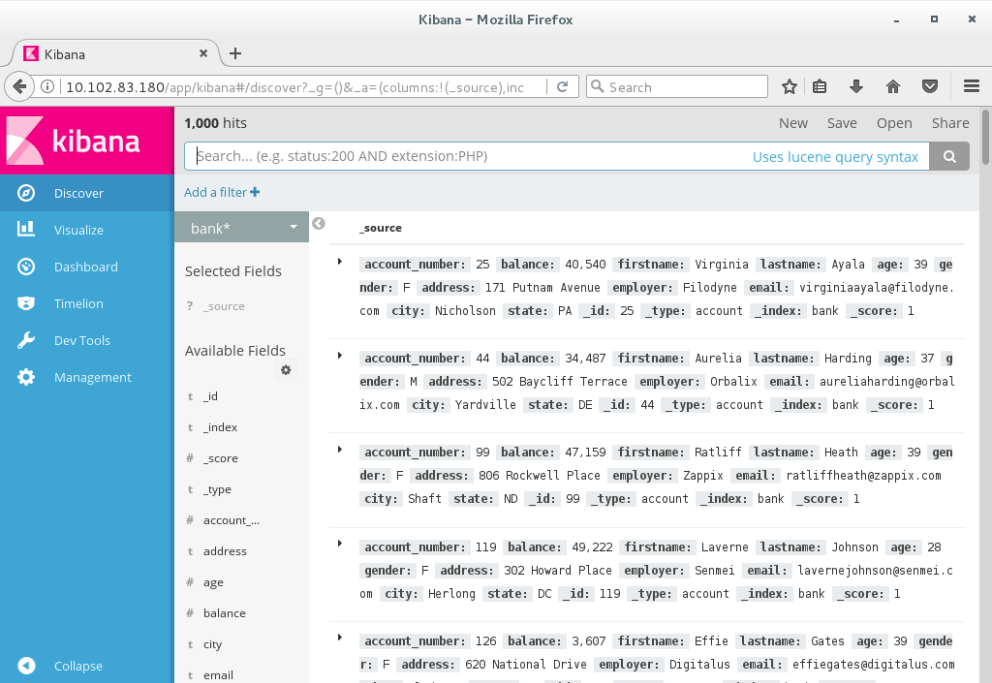 Kibana - Mozilla Firefox
Kibana
10.102.83.180/app/kibana#/discover?_g=()&_a=(columns:!(_source),inc
Search
kibana
Discover
Visualize
Dashboard
Timelion
Dev Tools
Management
Collapse
1,000 hits
New Save Open Share
Search... (e.g. status:200 AND extension:PHP)
Uses lucene query syntax
Add a filter +
bank*
Selected Fields
? _source
Available Fields
t _id
t _index
# _score
t _type
# account_...
t address
# age
# balance
t city
t email
_source
account_number: 25 balance: 40,540 firstname: Virginia lastname: Ayala age: 39 ge
nder: F address: 171 Putnam Avenue employer: Filodyne email: virginiaayala@filodyne.
com city: Nicholson state: PA _id: 25 _type: account _index: bank _score: 1
account_number: 44 balance: 34,487 firstname: Aurelia lastname: Harding age: 37 g
ender: M address: 502 Baycliff Terrace employer: Orbalix email: aureliaharding@orbal
ix.com city: Yardville state: DE _id: 44 _type: account _index: bank _score: 1
account_number: 99 balance: 47,159 firstname: Ratliff lastname: Heath age: 39 gen
der: F address: 806 Rockwell Place employer: Zappix email: ratliffheath@zappix.com
city: Shaft state: ND _id: 99 _type: account _index: bank _score: 1
account_number: 119 balance: 49,222 firstname: Laverne lastname: Johnson age: 28
gender: F address: 302 Howard Place employer: Senmei email: lavernejohnson@senmei.c
om city: Herlong state: DC _id: 119 _type: account _index: bank _score: 1
account_number: 126 balance: 3,607 firstname: Effie lastname: Gates age: 39 gende
r: F address: 620 National Drive employer: Digitalus email: effiegates@digitalus.com